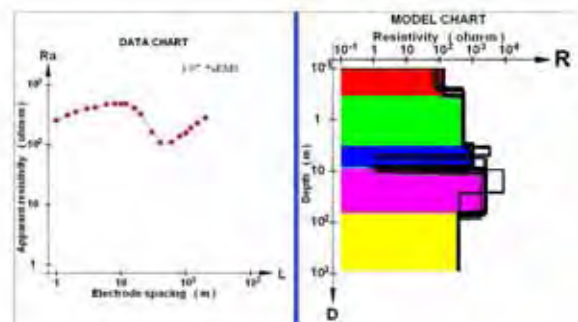 DATA CHART
Ra
10³
10²
10
1
Apparent resistivity ( ohm-m )
1
10
10²
10³
L
Electrode spacing ( m )
MODEL CHART
Resistivity ( ohm-m )
10⁻¹ 1 10 10² 10³ 10⁴
R
1
10
10²
Depth ( m )
D